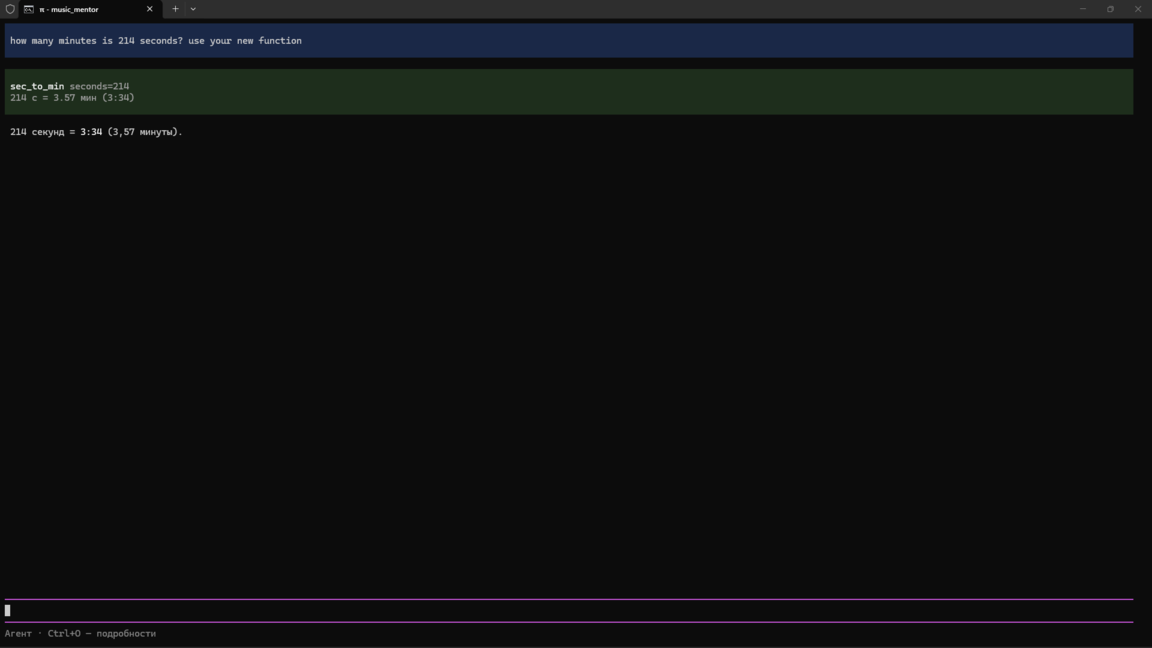 π - music_mentor
how many minutes is 214 seconds? use your new function
sec_to_min seconds=214
214 с = 3.57 мин (3:34)
214 секунд = 3:34 (3,57 минуты).
Агент · Ctrl+O — подробности